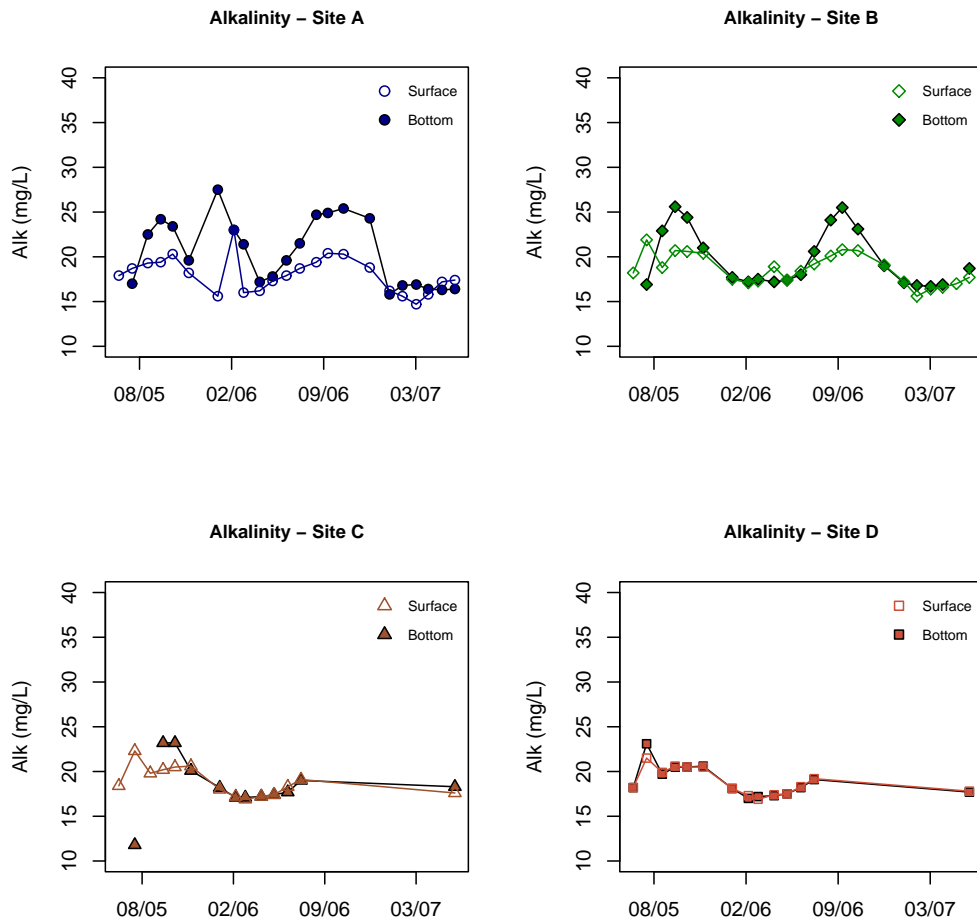 Alkalinity – Site A
Alk (mg/L)
40
35
30
25
20
15
10
Surface
Bottom
08/05 02/06 09/06 03/07
Alkalinity – Site B
Alk (mg/L)
40
35
30
25
20
15
10
Surface
Bottom
08/05 02/06 09/06 03/07
Alkalinity – Site C
Alk (mg/L)
40
35
30
25
20
15
10
Surface
Bottom
08/05 02/06 09/06 03/07
Alkalinity – Site D
Alk (mg/L)
40
35
30
25
20
15
10
Surface
Bottom
08/05 02/06 09/06 03/07